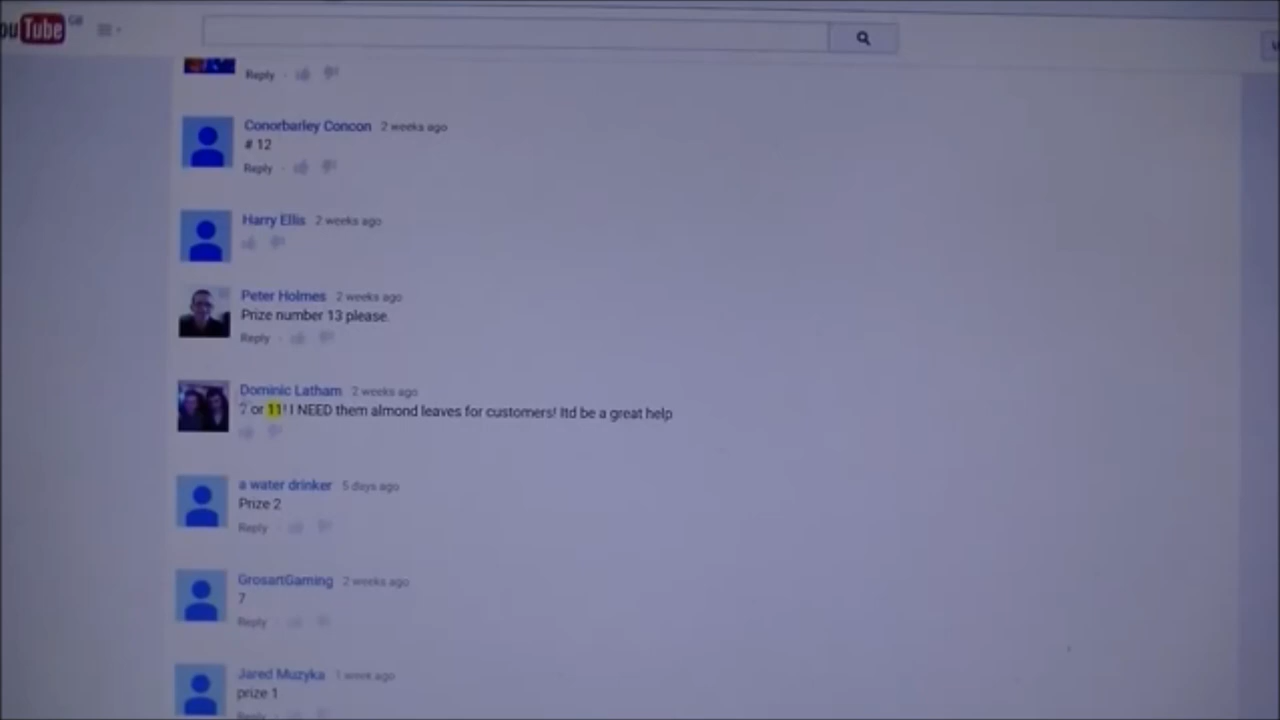 ouTube GB
Reply
Conorbarley Concon 2 weeks ago
# 12
Reply
Harry Ellis 2 weeks ago
Peter Holmes 2 weeks ago
Prize number 13 please.
Reply
Dominic Latham 2 weeks ago
or 11! I NEED them almond leaves for customers! Itd be a great help
a water drinker 5 days ago
Prize 2
Reply
GrosartGaming 2 weeks ago
7
Reply
Jared Muzyka 1 week ago
prize 1
Reply